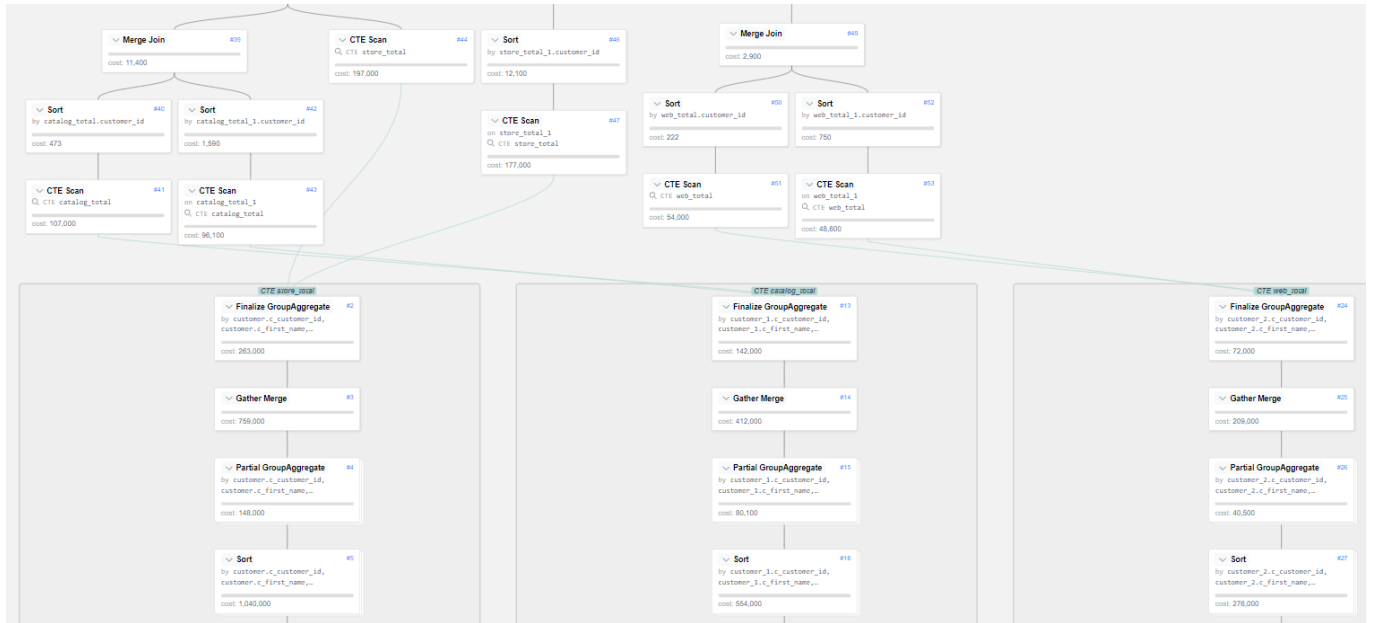 Merge Join #39
cost: 11,400
CTE Scan #44
CTE store_total
cost: 197,000
Sort #46
by store_total_1.customer_id
cost: 12,100
Merge Join #49
cost: 2,900
Sort #40
by catalog_total.customer_id
cost: 473
Sort #42
by catalog_total_1.customer_id
cost: 1,590
CTE Scan #47
on store_total_1
CTE store_total
cost: 177,000
Sort #50
by web_total.customer_id
cost: 222
Sort #52
by web_total_1.customer_id
cost: 750
CTE Scan #41
CTE catalog_total
cost: 107,000
CTE Scan #43
on catalog_total_1
CTE catalog_total
cost: 96,100
CTE Scan #51
CTE web_total
cost: 54,000
CTE Scan #53
on web_total_1
CTE web_total
cost: 48,600
CTE store_total
Finalize GroupAggregate #2
by customer.c_customer_id,
customer.c_first_name,…
cost: 263,000
Gather Merge #3
cost: 759,000
Partial GroupAggregate #4
by customer.c_customer_id,
customer.c_first_name,…
cost: 148,000
Sort #5
by customer.c_customer_id,
customer.c_first_name,…
cost: 1,040,000
CTE catalog_total
Finalize GroupAggregate #13
by customer_1.c_customer_id,
customer_1.c_first_name,…
cost: 142,000
Gather Merge #14
cost: 412,000
Partial GroupAggregate #15
by customer_1.c_customer_id,
customer_1.c_first_name,…
cost: 80,100
Sort #16
by customer_1.c_customer_id,
customer_1.c_first_name,…
cost: 554,000
CTE web_total
Finalize GroupAggregate #24
by customer_2.c_customer_id,
customer_2.c_first_name,…
cost: 72,000
Gather Merge #25
cost: 209,000
Partial GroupAggregate #26
by customer_2.c_customer_id,
customer_2.c_first_name,…
cost: 40,500
Sort #27
by customer_2.c_customer_id,
customer_2.c_first_name,…
cost: 276,000